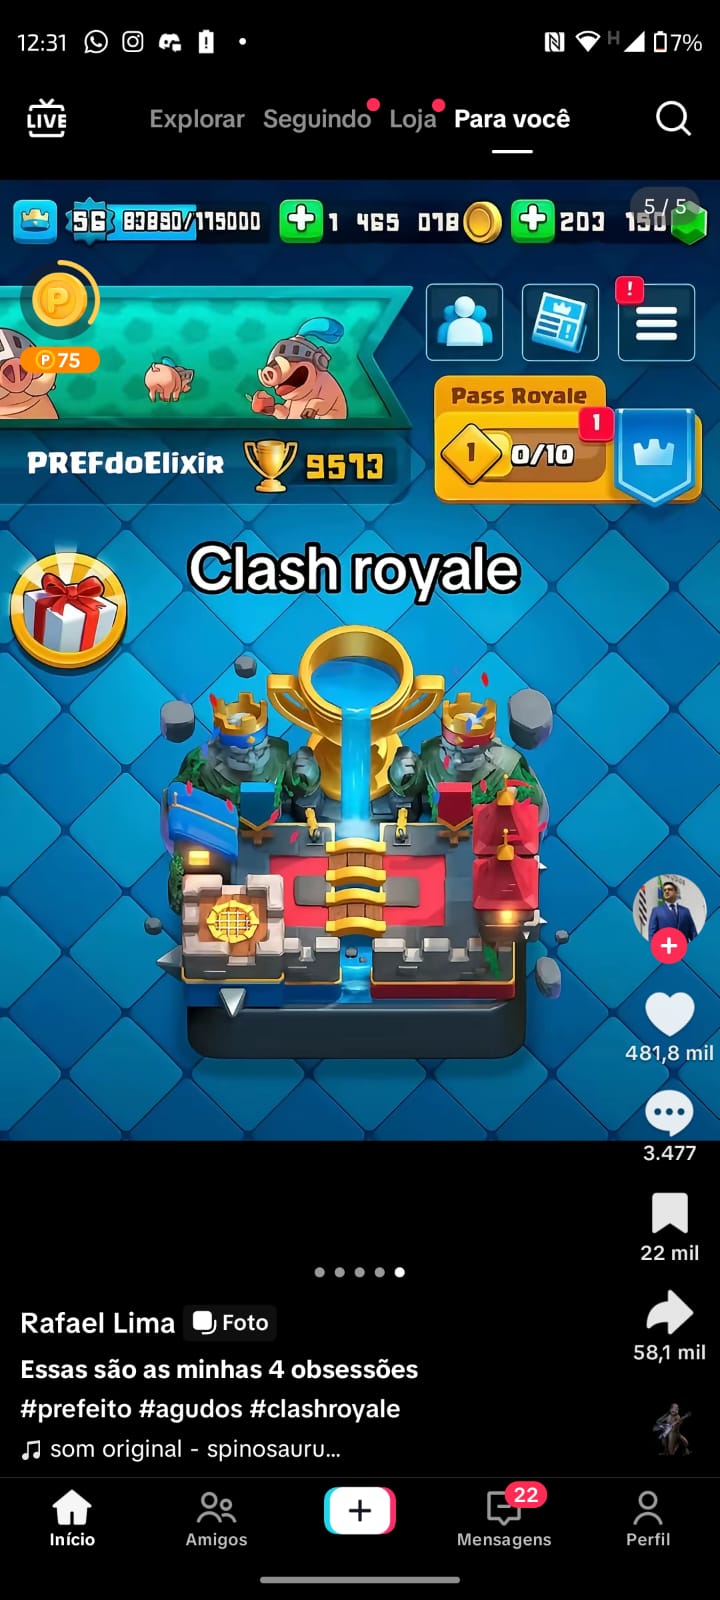 12:31
H
7%
LIVE
Explorar
Seguindo
Loja
Para você
56
83890/115000
1 465 078
203 150
5/5
P
P 75
!
Pass Royale
1
1
0/10
PREFdoElixir
9573
Clash royale
481,8 mil
3.477
22 mil
58,1 mil
Rafael Lima
Foto
Essas são as minhas 4 obsessões
#prefeito #agudos #clashroyale
som original - spinosauru...
22
Início
Amigos
Mensagens
Perfil